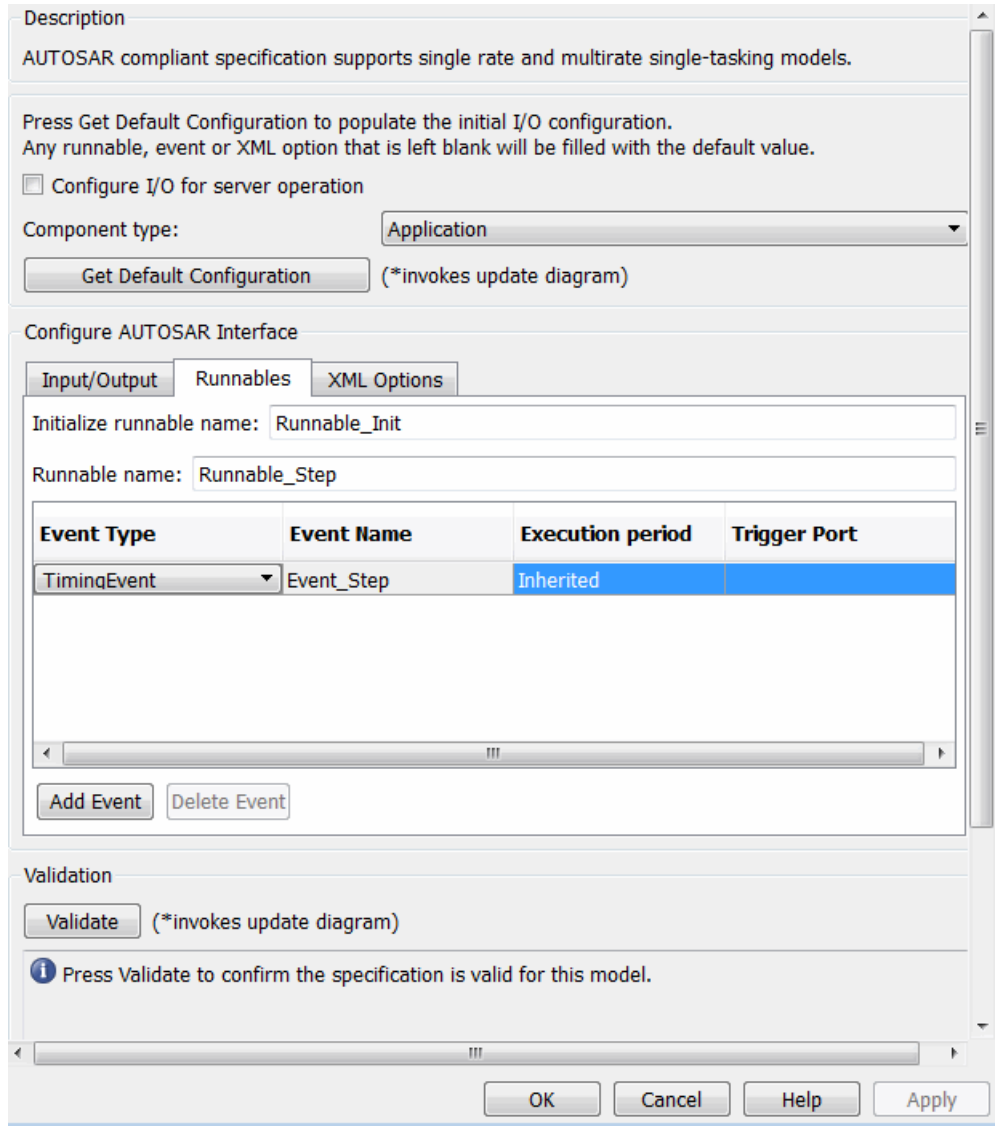 Description
AUTOSAR compliant specification supports single rate and multirate single-tasking models.
Press Get Default Configuration to populate the initial I/O configuration.
Any runnable, event or XML option that is left blank will be filled with the default value.
Configure I/O for server operation
Component type: Application
Get Default Configuration (*invokes update diagram)
Configure AUTOSAR Interface
Input/Output Runnables XML Options
Initialize runnable name: Runnable_Init
Runnable name: Runnable_Step
Event Type Event Name Execution period Trigger Port
TimingEvent Event_Step Inherited
Add Event Delete Event
Validation
Validate (*invokes update diagram)
Press Validate to confirm the specification is valid for this model.
OK Cancel Help Apply